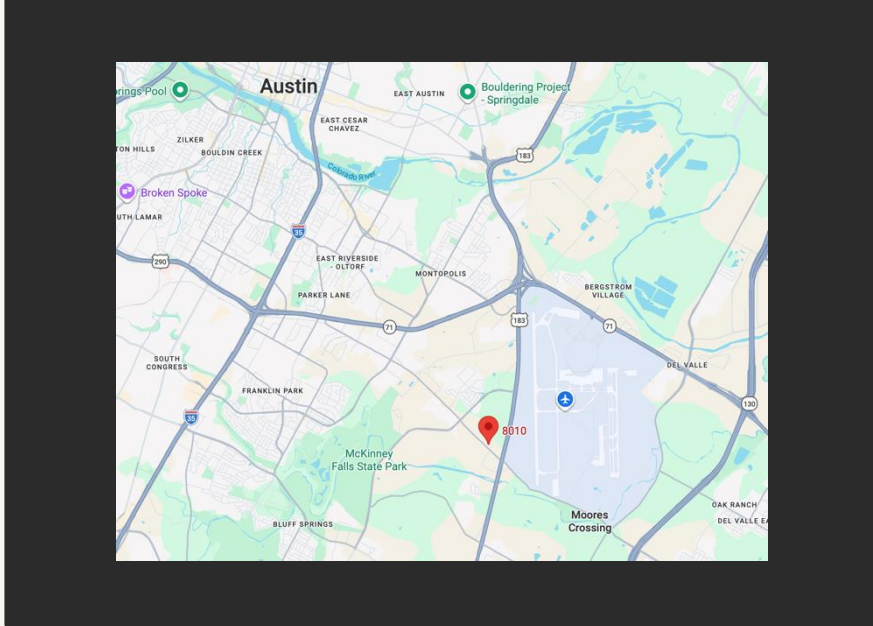 Austin
rings Pool
EAST AUSTIN
Bouldering Project
- Springdale
EAST CESAR
CHAVEZ
ZILKER
TON HILLS
BOULDIN CREEK
183
Colorado River
Broken Spoke
UTH LAMAR
35
290
EAST RIVERSIDE
- OLTORF
MONTOPOLIS
BERGSTROM
VILLAGE
PARKER LANE
183
71
71
SOUTH
CONGRESS
DEL VALLE
FRANKLIN PARK
130
35
8010
McKinney
Falls State Park
OAK RANCH
Moores
Crossing
DEL VALLE EA
BLUFF SPRINGS